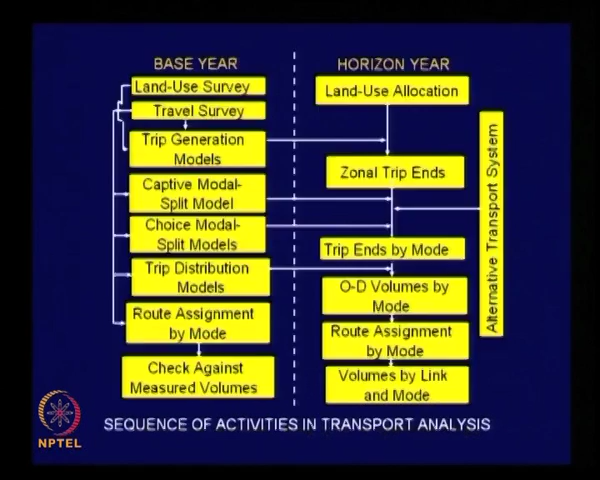 BASE YEAR
Land-Use Survey
Travel Survey
Trip Generation
Models
Captive Modal-
Split Model
Choice Modal-
Split Models
Trip Distribution
Models
Route Assignment
by Mode
Check Against
Measured Volumes
HORIZON YEAR
Land-Use Allocation
Zonal Trip Ends
Trip Ends by Mode
O-D Volumes by
Mode
Route Assignment
by Mode
Volumes by Link
and Mode
Alternative Transport System
NPTEL
SEQUENCE OF ACTIVITIES IN TRANSPORT ANALYSIS